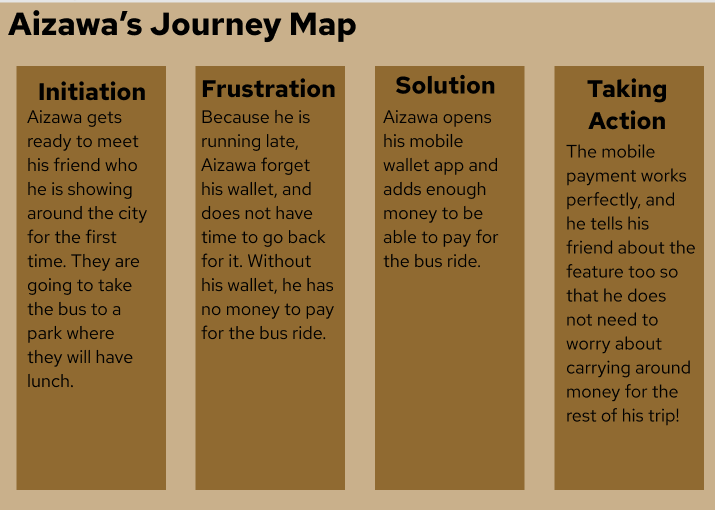 Aizawa’s Journey Map
Initiation
Aizawa gets
ready to meet
his friend who
he is showing
around the city
for the first
time. They are
going to take
the bus to a
park where
they will have
lunch.
Frustration
Because he is
running late,
Aizawa forget
his wallet, and
does not have
time to go back
for it. Without
his wallet, he has
no money to pay
for the bus ride.
Solution
Aizawa opens
his mobile
wallet app and
adds enough
money to be
able to pay for
the bus ride.
Taking
Action
The mobile
payment works
perfectly, and
he tells his
friend about the
feature too so
that he does
not need to
worry about
carrying around
money for the
rest of his trip!